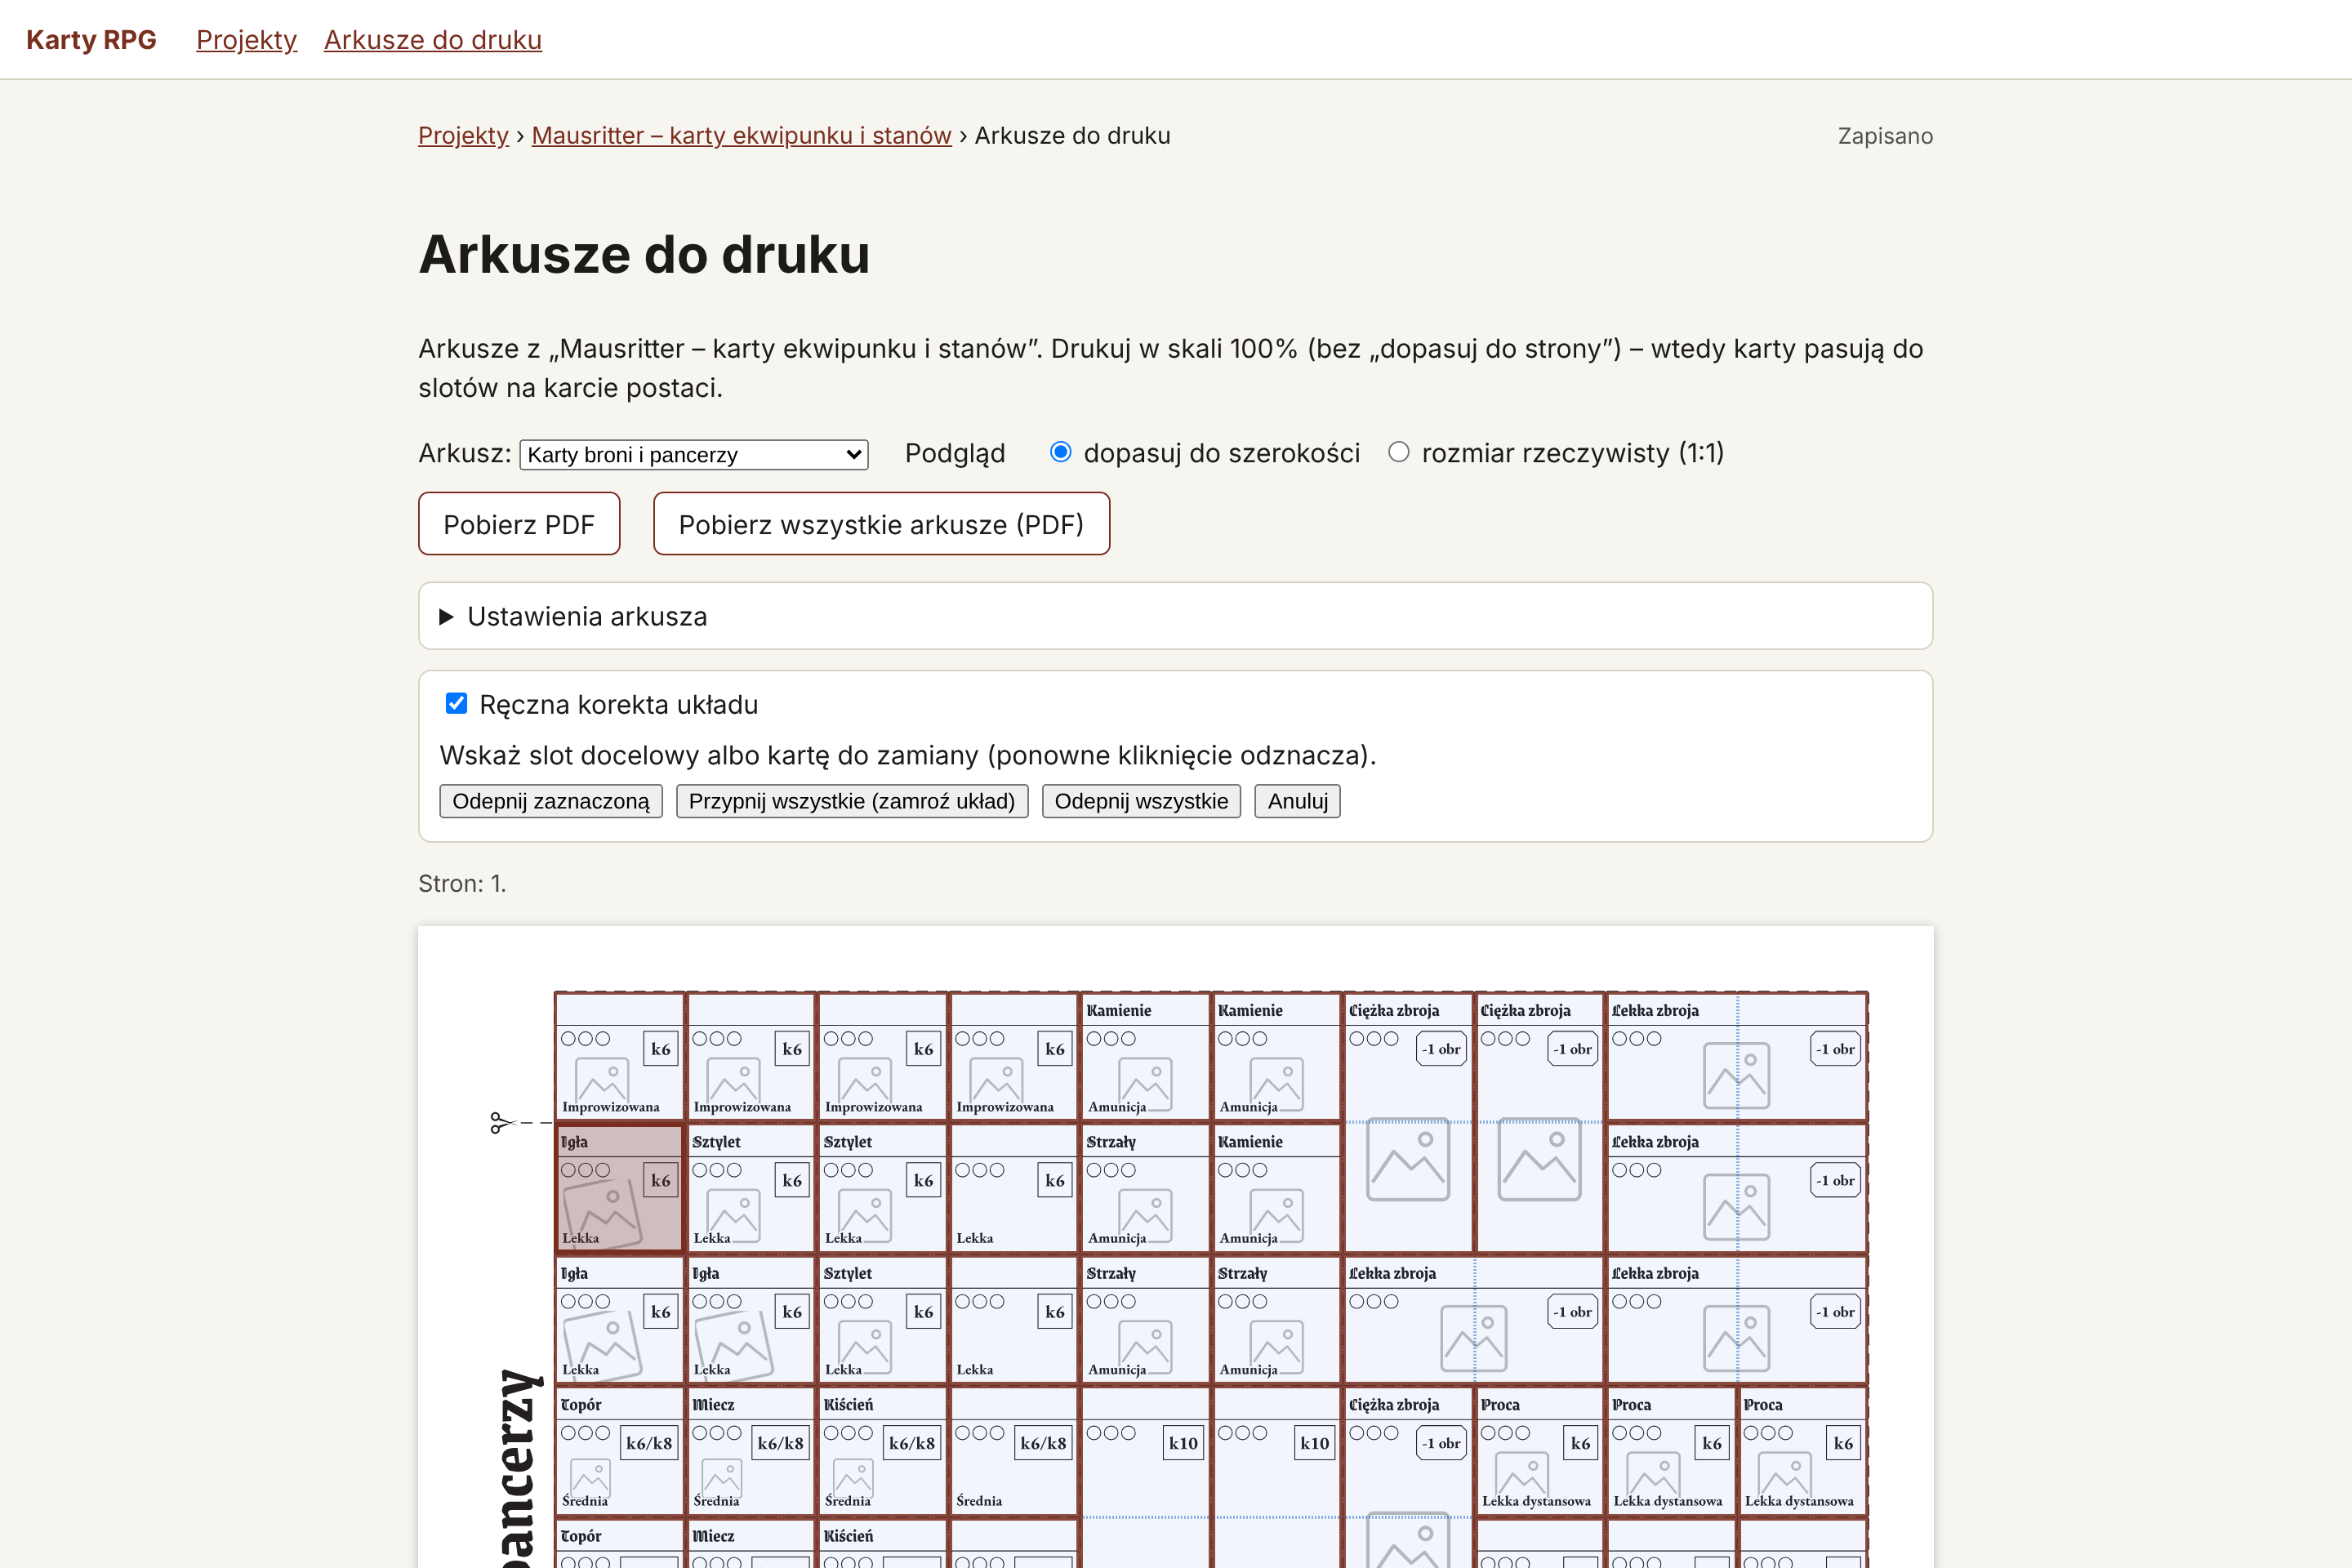 Karty RPG Projekty Arkusze do druku
Projekty › Mausritter – karty ekwipunku i stanów › Arkusze do druku Zapisano
Arkusze do druku
Arkusze z „Mausritter – karty ekwipunku i stanów”. Drukuj w skali 100% (bez „dopasuj do strony”) – wtedy karty pasują do
slotów na karcie postaci.
Arkusz: Karty broni i pancerzy Podgląd dopasuj do szerokości rozmiar rzeczywisty (1:1)
Pobierz PDF Pobierz wszystkie arkusze (PDF)
Ustawienia arkusza
Ręczna korekta układu
Wskaż slot docelowy albo kartę do zamiany (ponowne kliknięcie odznacza).
Odepnij zaznaczoną Przypnij wszystkie (zamroź układ) Odepnij wszystkie Anuluj
Stron: 1.
Kamienie Kamienie Ciężka zbroja Ciężka zbroja Lekka zbroja
k6 k6 k6 k6 -1 obr -1 obr -1 obr
Improwizowana Improwizowana Improwizowana Improwizowana Amunicja Amunicja
Igła Sztylet Sztylet Strzały Kamienie Lekka zbroja
k6 k6 k6 k6 -1 obr
Lekka Lekka Lekka Lekka Amunicja Amunicja
Igła Igła Sztylet Strzały Strzały Lekka zbroja Lekka zbroja
k6 k6 k6 k6 -1 obr -1 obr
Lekka Lekka Lekka Lekka Amunicja Amunicja
pancerzy
Topór Miecz Kiścień Ciężka zbroja Proca Proca Proca
k6/k8 k6/k8 k6/k8 k6/k8 k10 k10 -1 obr k6 k6 k6
Średnia Średnia Średnia Średnia Lekka dystansowa Lekka dystansowa Lekka dystansowa
Topór Miecz Kiścień